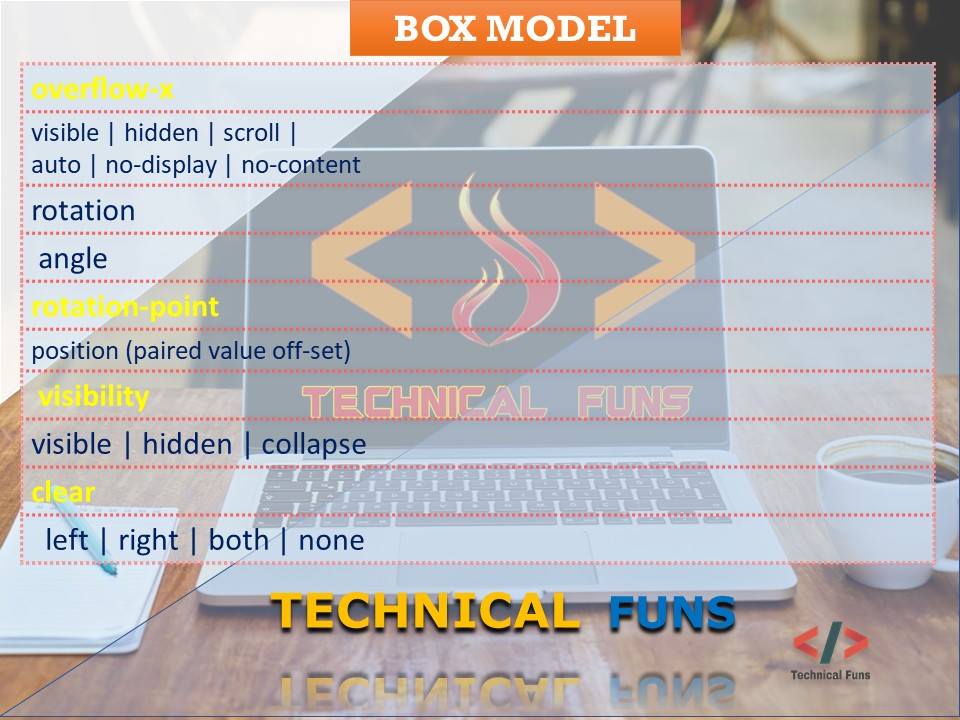 BOX MODEL
overflow-x
visible | hidden | scroll |
auto | no-display | no-content
rotation
angle
rotation-point
position (paired value off-set)
visibility
visible | hidden | collapse
clear
left | right | both | none
TECHNICAL FUNS
TECHNICAL FUNS
Technical Funs